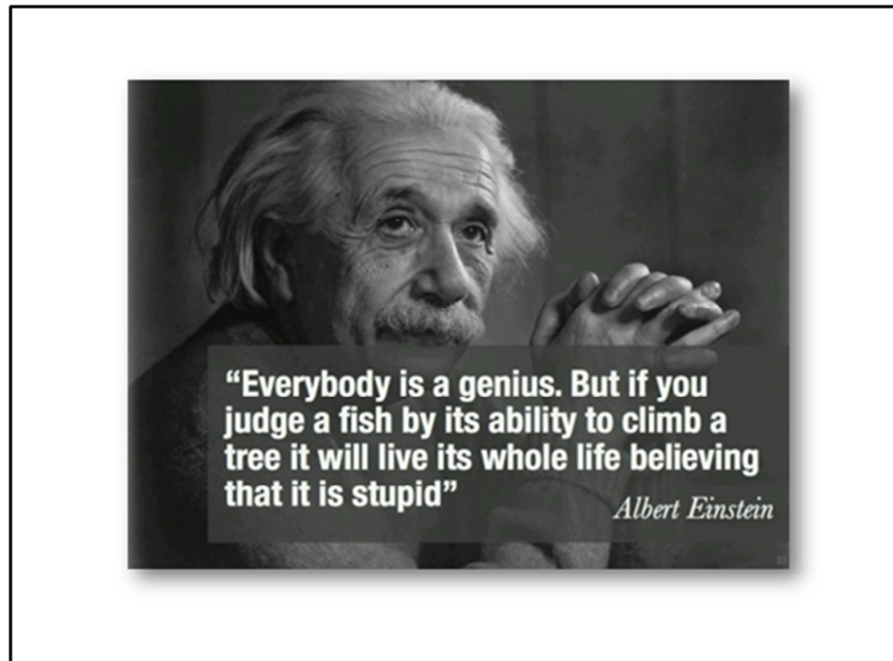 “Everybody is a genius. But if you
judge a fish by its ability to climb a
tree it will live its whole life believing
that it is stupid”
Albert Einstein